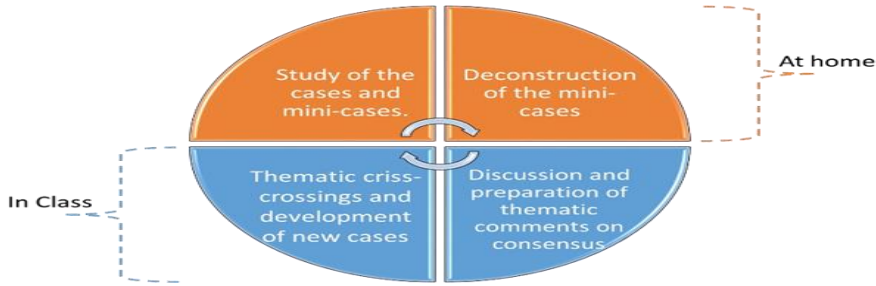 Study of the
cases and
mini-cases.
Deconstruction
of the mini-
cases
At home
In Class
Thematic criss-
crossings and
development
of new cases
Discussion and
preparation of
thematic
comments on
consensus